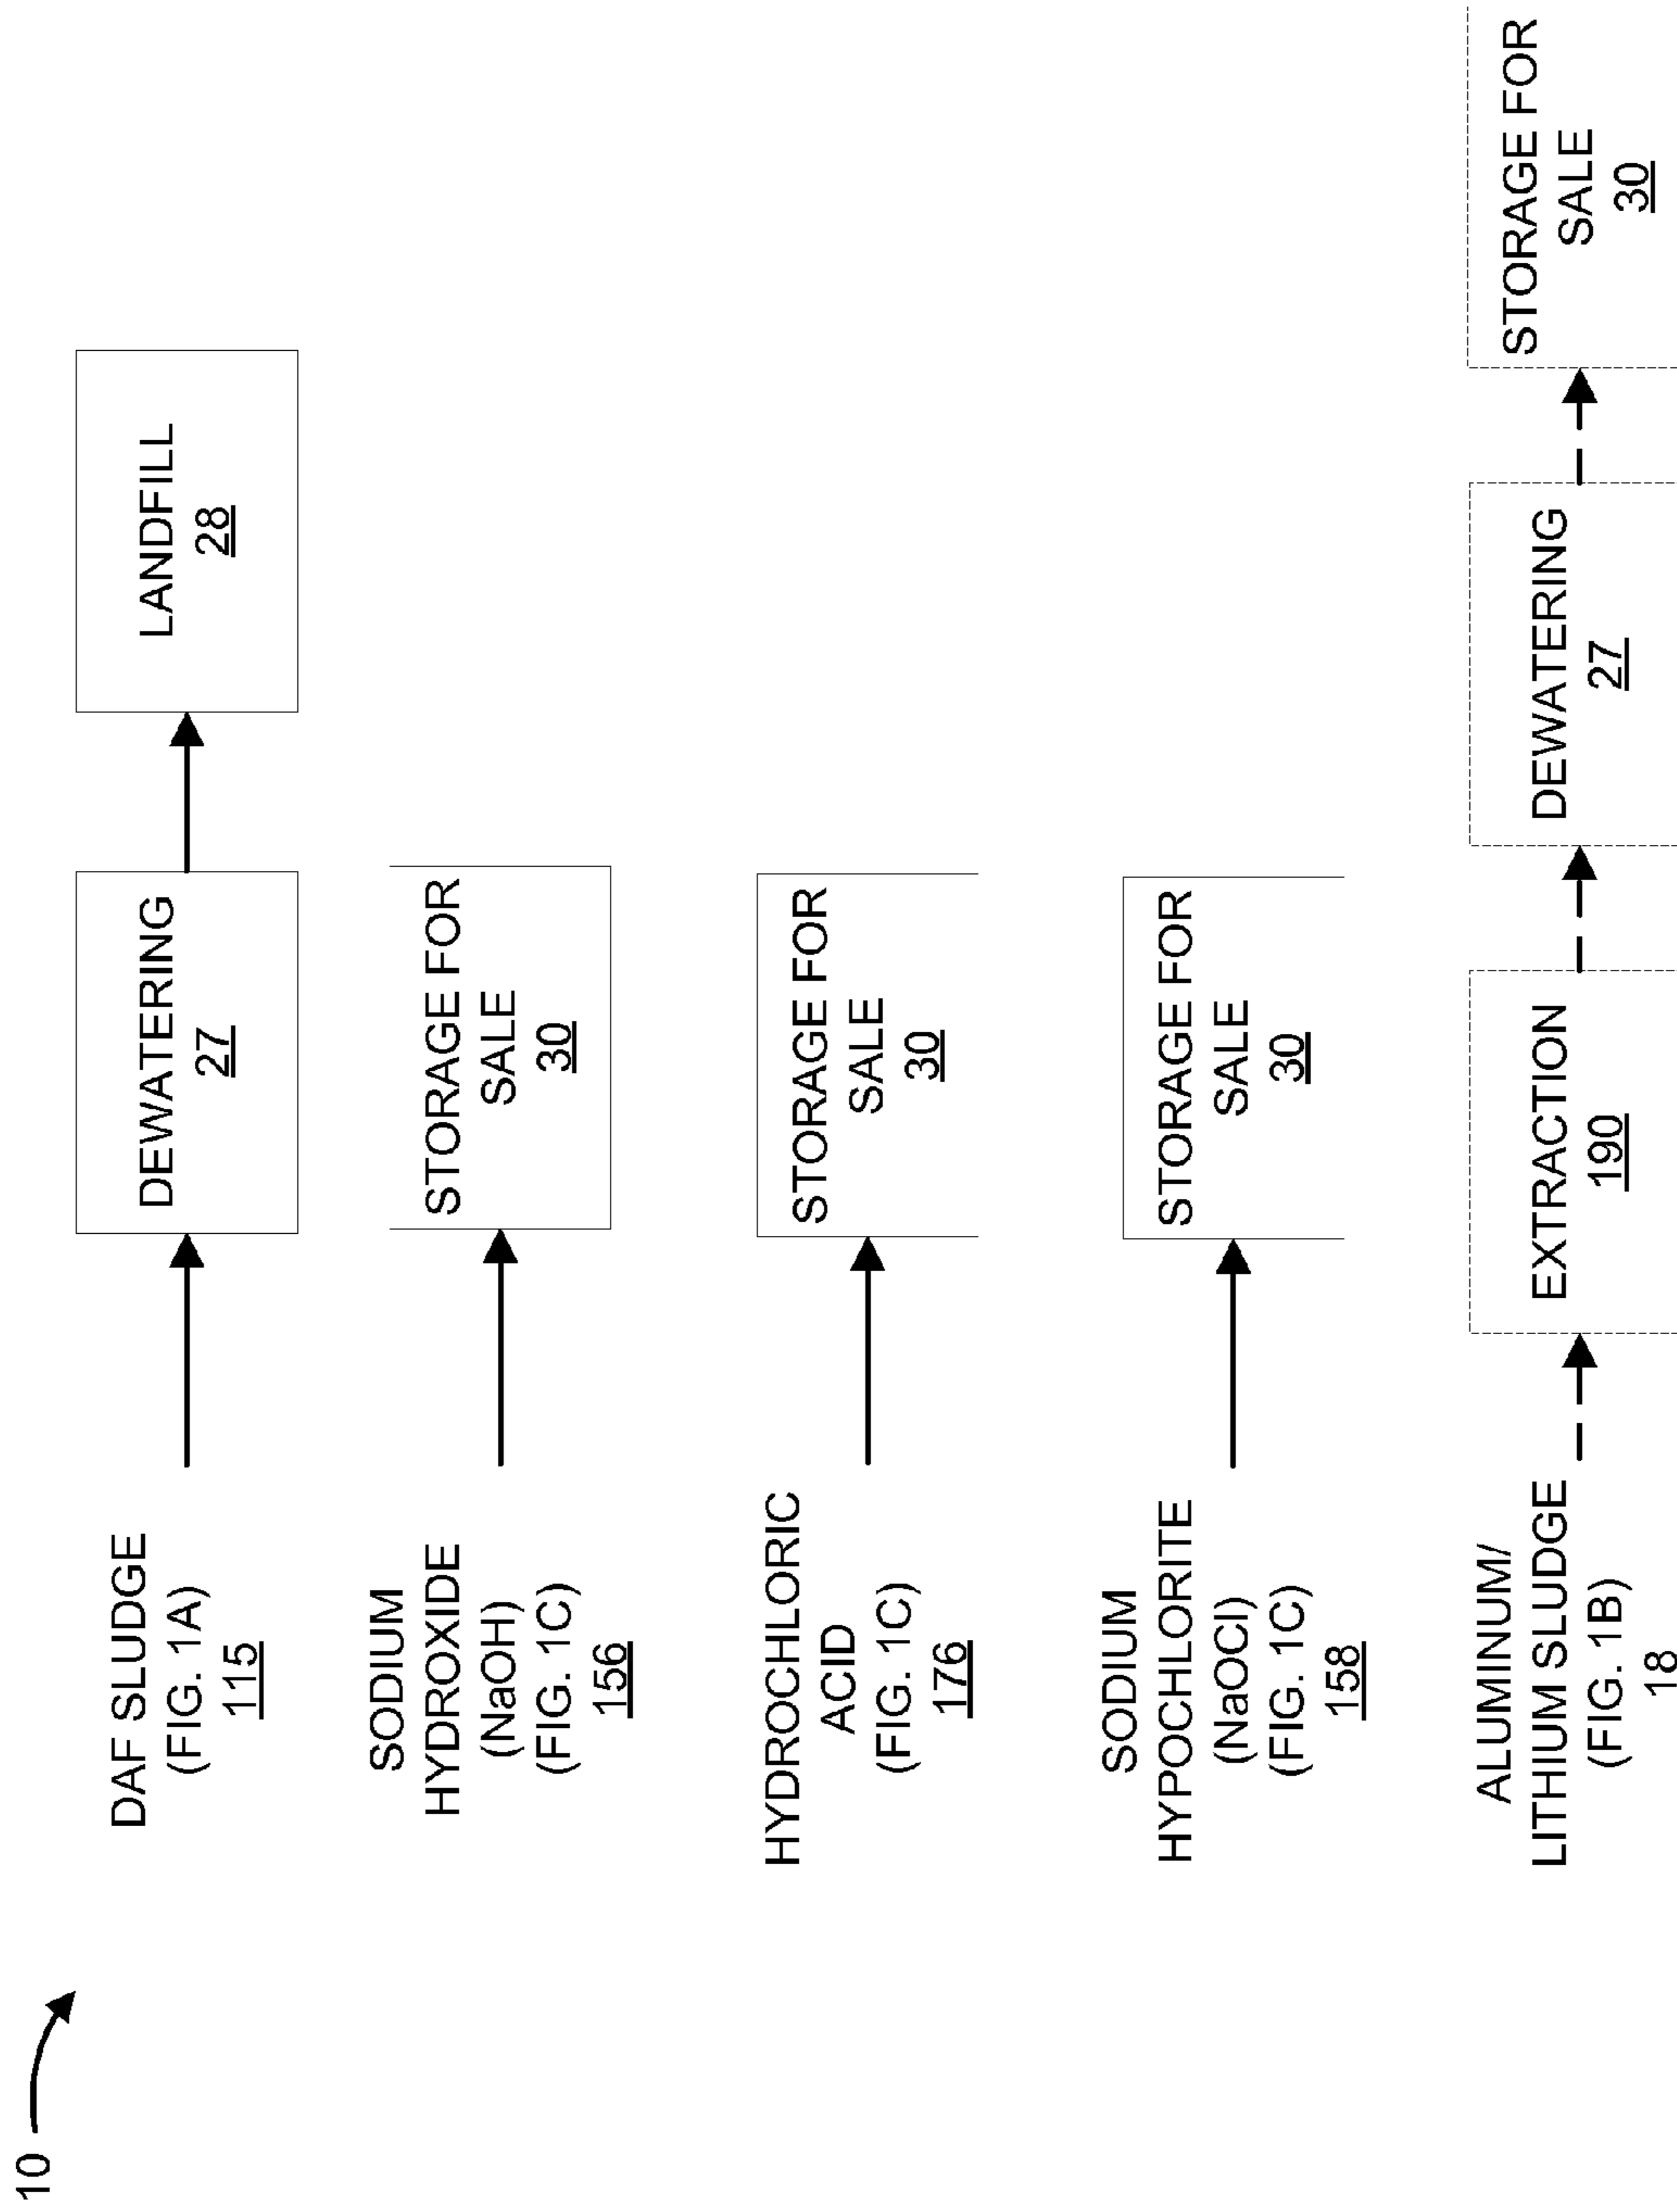 10
DAF SLUDGE
(FIG. 1A)
115
DEWATERING
27
LANDFILL
28
SODIUM
HYDROXIDE
(NaOH)
(FIG. 1C)
156
STORAGE FOR
SALE
30
HYDROCHLORIC
ACID
(FIG. 1C)
176
STORAGE FOR
SALE
30
SODIUM
HYPOCHLORITE
(NaOCl)
(FIG. 1C)
158
STORAGE FOR
SALE
30
ALUMINUM/
LITHIUM SLUDGE
(FIG. 1B)
18
EXTRACTION
190
DEWATERING
27
STORAGE FOR
SALE
30